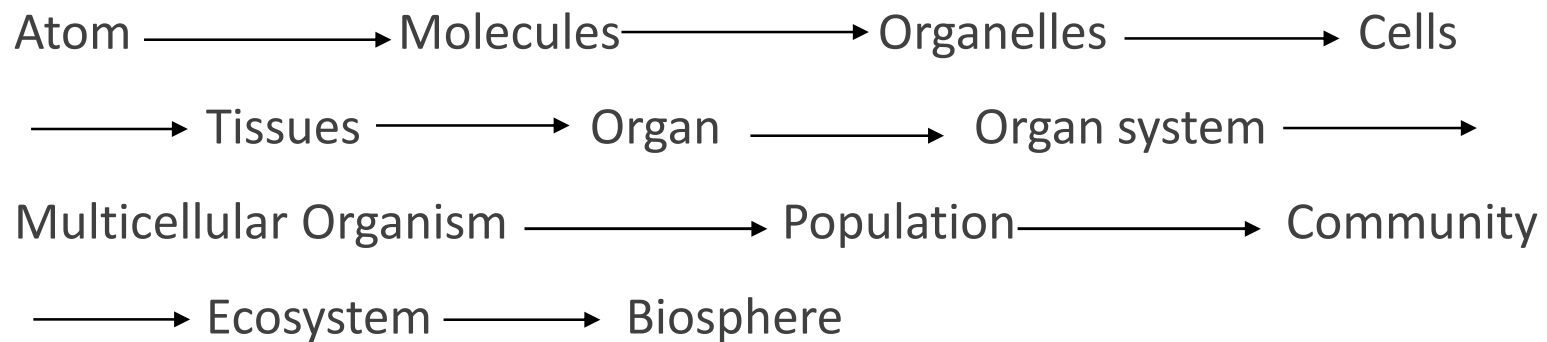 Atom Molecules Organelles Cells
Tissues Organ Organ system
Multicellular Organism Population Community
Ecosystem Biosphere